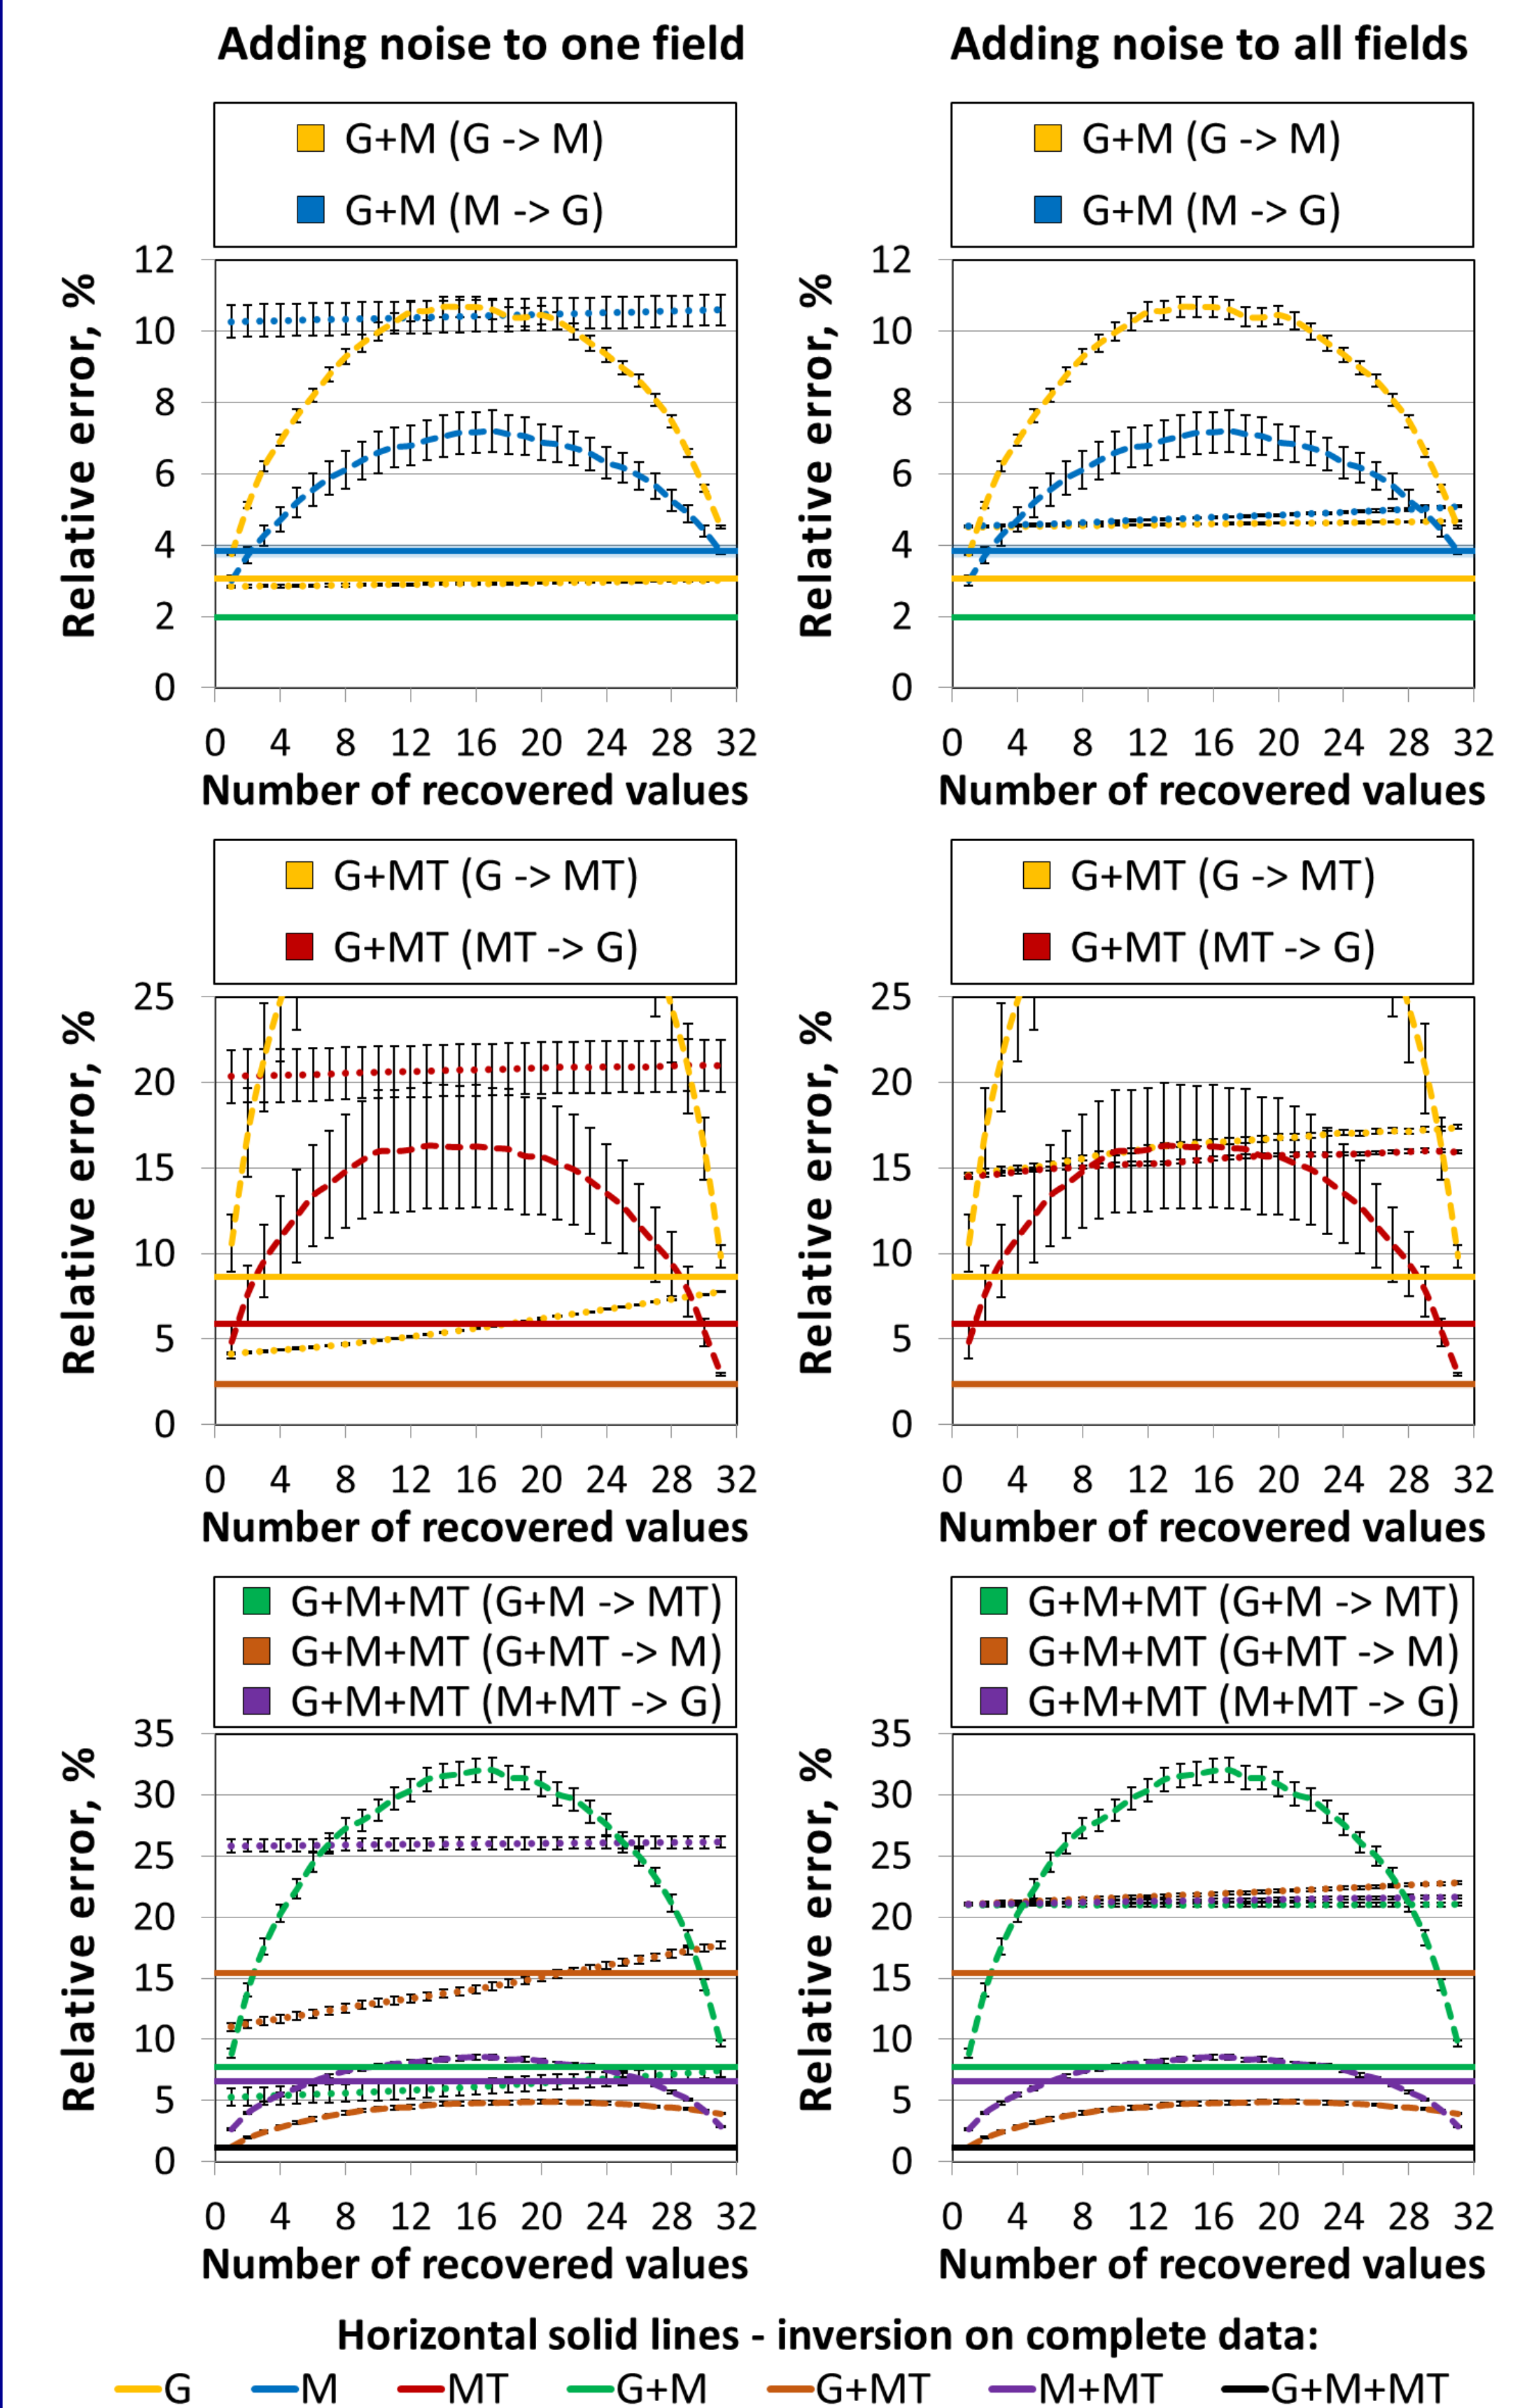 Adding noise to one field
Adding noise to all fields
G+M (G -> M)
G+M (M -> G)
G+M (G -> M)
G+M (M -> G)
Relative error, %
12
10
8
6
4
2
0
0 4 8 12 16 20 24 28 32
Number of recovered values
Relative error, %
12
10
8
6
4
2
0
0 4 8 12 16 20 24 28 32
Number of recovered values
G+MT (G -> MT)
G+MT (MT -> G)
G+MT (G -> MT)
G+MT (MT -> G)
Relative error, %
25
20
15
10
5
0
0 4 8 12 16 20 24 28 32
Number of recovered values
Relative error, %
25
20
15
10
5
0
0 4 8 12 16 20 24 28 32
Number of recovered values
G+M+MT (G+M -> MT)
G+M+MT (G+MT -> M)
G+M+MT (M+MT -> G)
G+M+MT (G+M -> MT)
G+M+MT (G+MT -> M)
G+M+MT (M+MT -> G)
Relative error, %
35
30
25
20
15
10
5
0
0 4 8 12 16 20 24 28 32
Number of recovered values
Relative error, %
35
30
25
20
15
10
5
0
0 4 8 12 16 20 24 28 32
Number of recovered values
Horizontal solid lines - inversion on complete data:
G M MT G+M G+MT M+MT G+M+MT